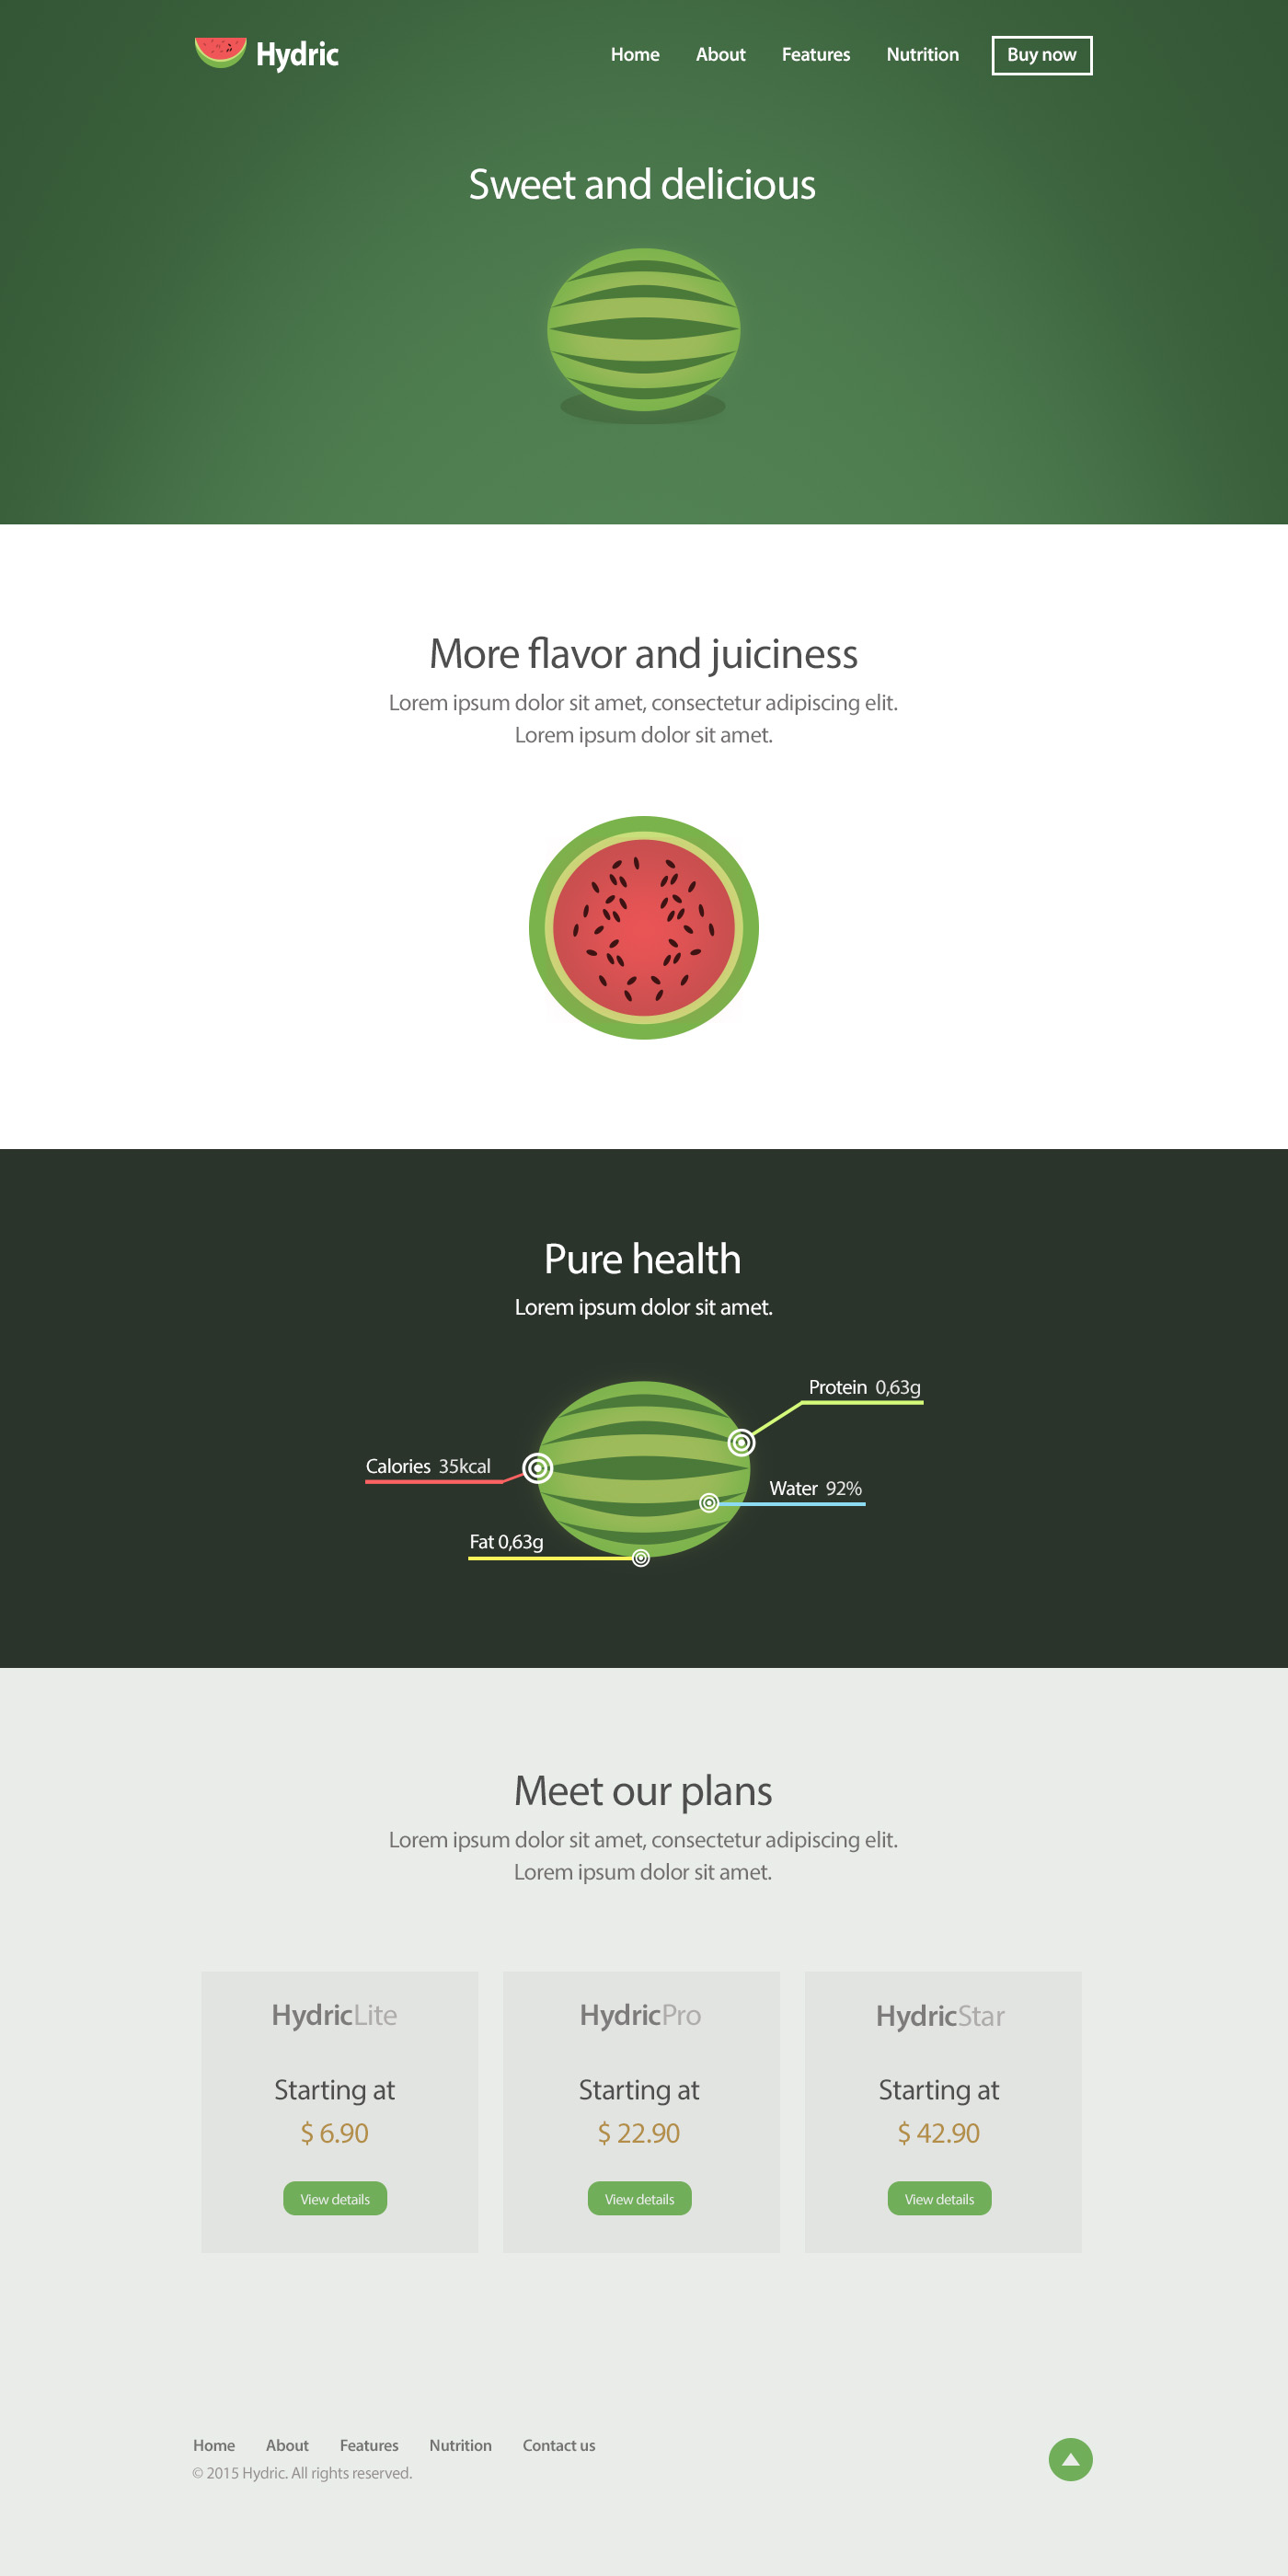 Hydric
Home About Features Nutrition Buy now
Sweet and delicious
More flavor and juiciness
Lorem ipsum dolor sit amet, consectetur adipiscing elit.
Lorem ipsum dolor sit amet.
Pure health
Lorem ipsum dolor sit amet.
Protein 0,63g
Calories 35kcal
Water 92%
Fat 0,63g
Meet our plans
Lorem ipsum dolor sit amet, consectetur adipiscing elit.
Lorem ipsum dolor sit amet.
HydricLite
Starting at
$ 6.90
View details
HydricPro
Starting at
$ 22.90
View details
HydricStar
Starting at
$ 42.90
View details
Home About Features Nutrition Contact us
© 2015 Hydric. All rights reserved.